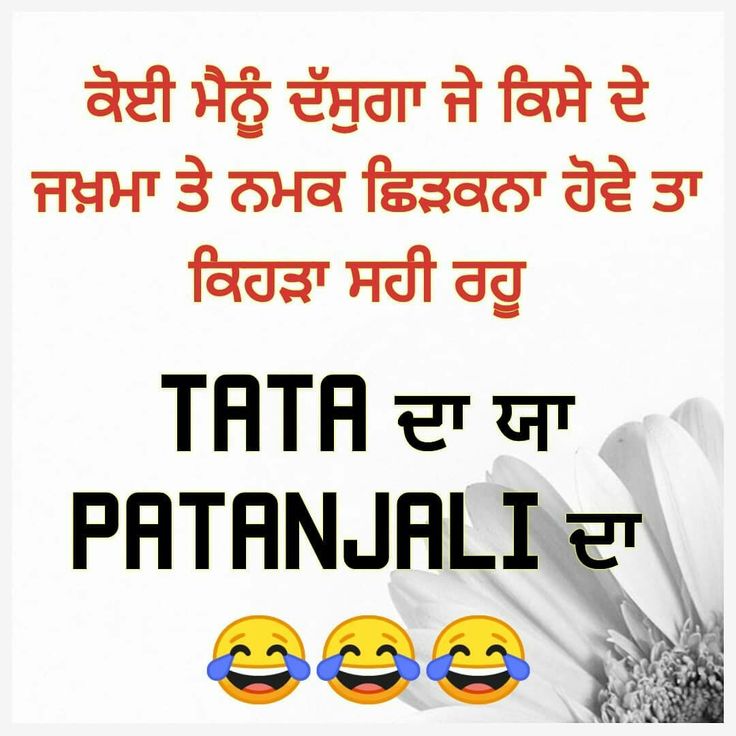 ਕੋਈ ਮੈਨੂੰ ਦੱਸੁਗਾ ਜੇ ਕਿਸੇ ਦੇ
ਜਖ਼ਮਾ ਤੇ ਨਮਕ ਛਿੜਕਨਾ ਹੋਵੇ ਤਾ
ਕਿਹੜਾ ਸਹੀ ਰਹੂ
TATA ਦਾ ਯਾ
PATANJALI ਦਾ
😂😂😂